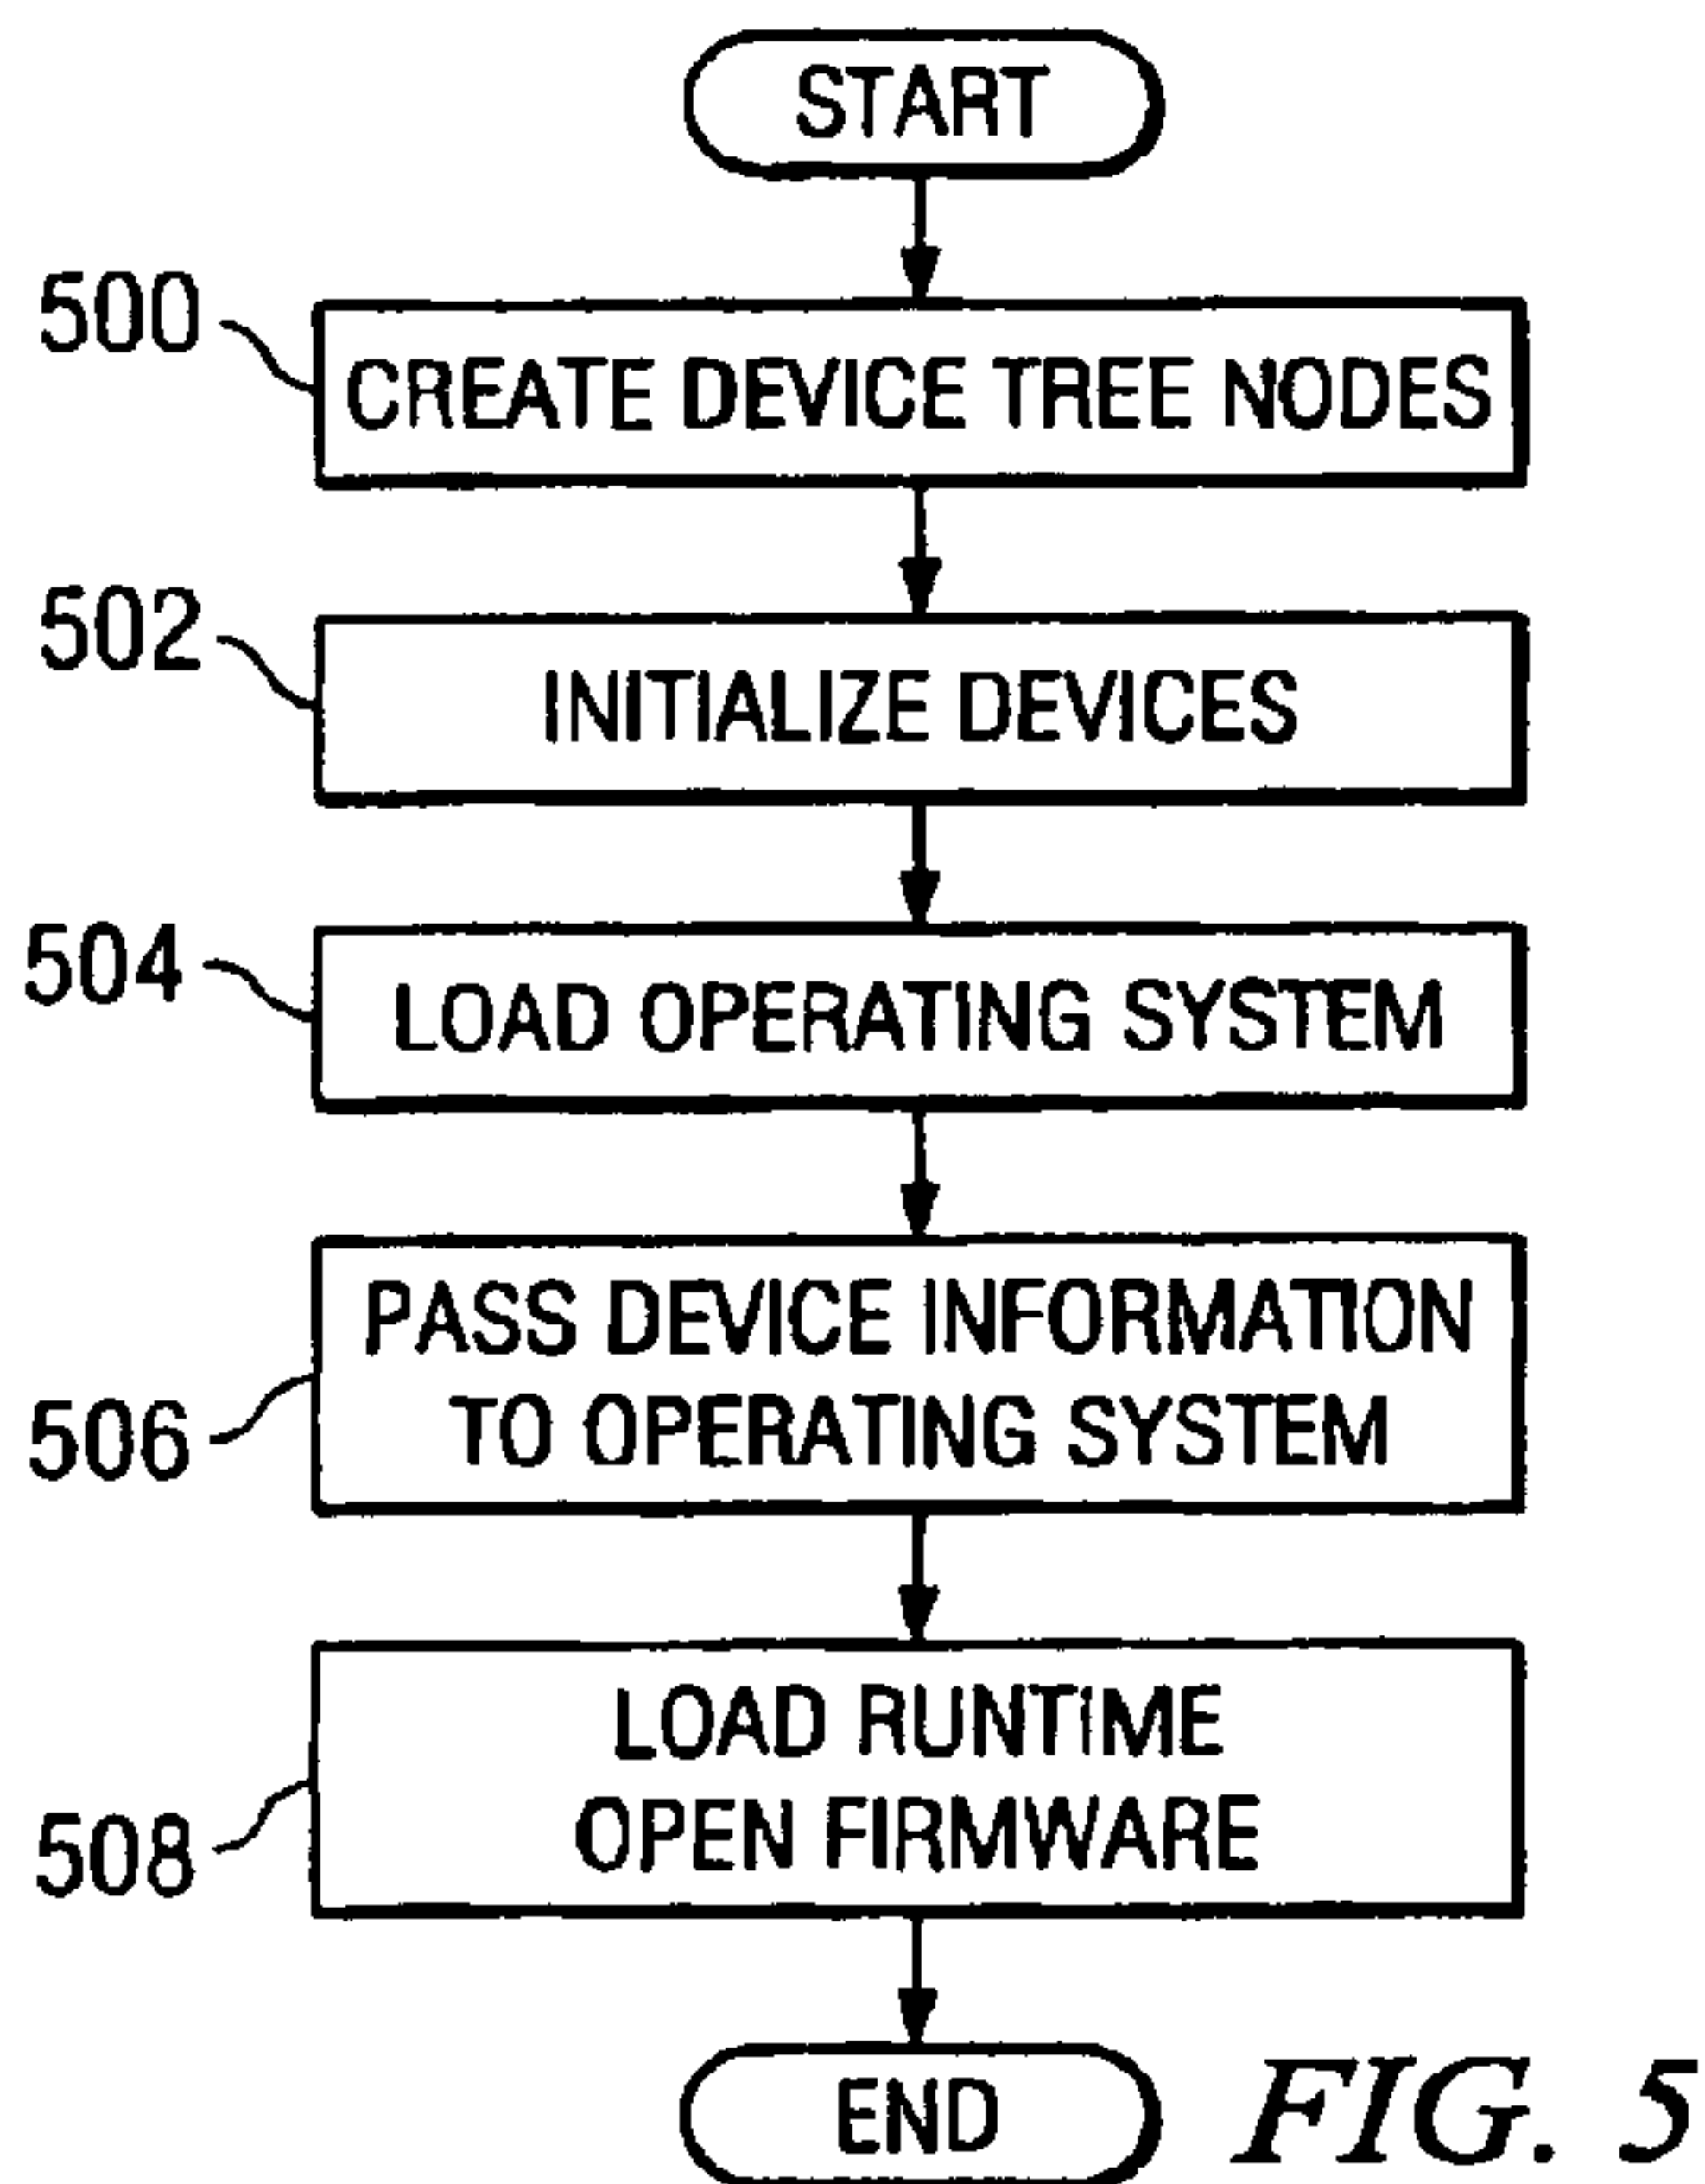 START
500
CREATE DEVICE TREE NODES
502
INITIALIZE DEVICES
504
LOAD OPERATING SYSTEM
PASS DEVICE INFORMATION
TO OPERATING SYSTEM
506
LOAD RUNTIME
OPEN FIRMWARE
508
END
FIG. 5